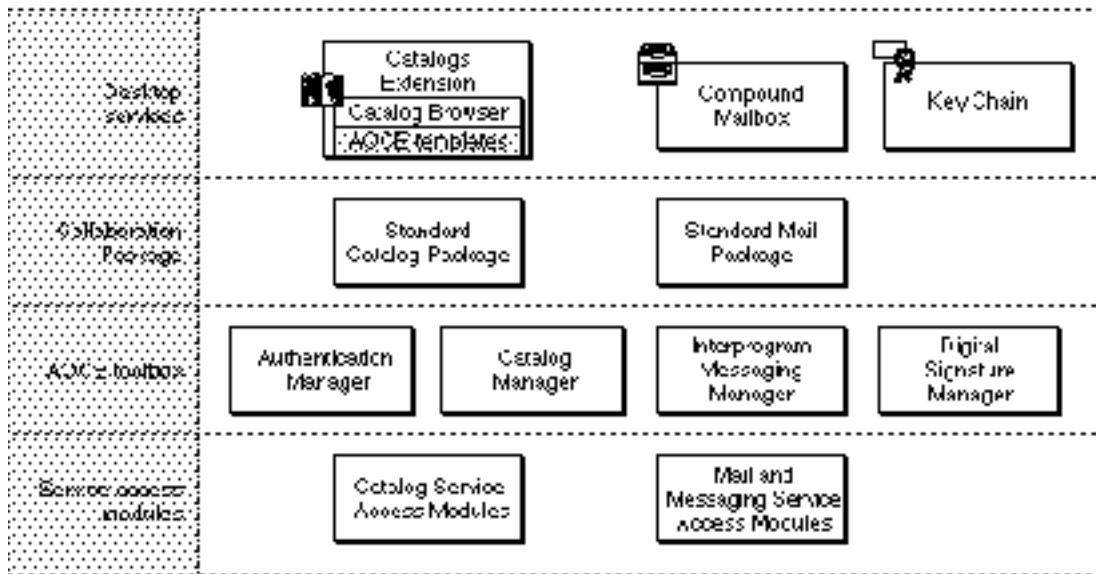 Desktop
services
Catalogs
Extension
Catalog Browser
AOCE templates
Compound
Mailbox
Key Chain
Collaboration
Package
Standard
Catalog Package
Standard Mail
Package
AOCE toolbox
Authentication
Manager
Catalog
Manager
Interprogram
Messaging
Manager
Digital
Signature
Manager
Service access
modules
Catalog Service
Access Modules
Mail and
Messaging Service
Access Modules